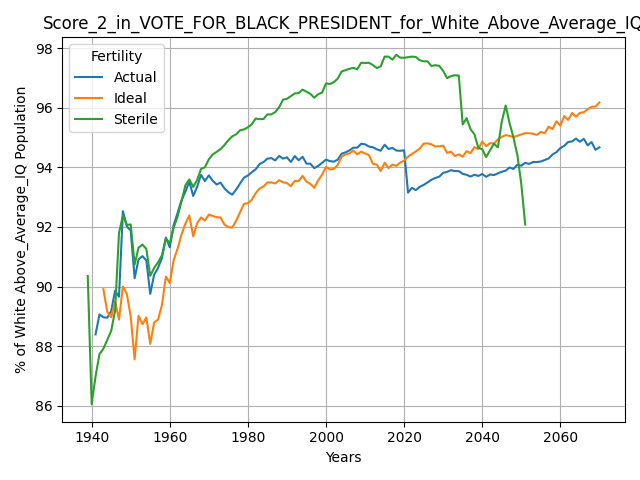 Score_2_in_VOTE_FOR_BLACK_PRESIDENT_for_White_Above_Average_IQ
98
96
94
92
90
88
86
% of White Above_Average_IQ Population
Fertility
Actual
Ideal
Sterile
1940 1960 1980 2000 2020 2040 2060
Years